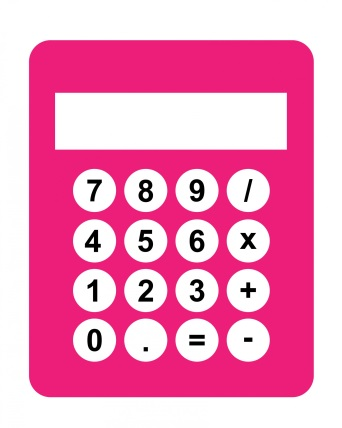 7 8 9 /
4 5 6 x
1 2 3 +
0 . = -